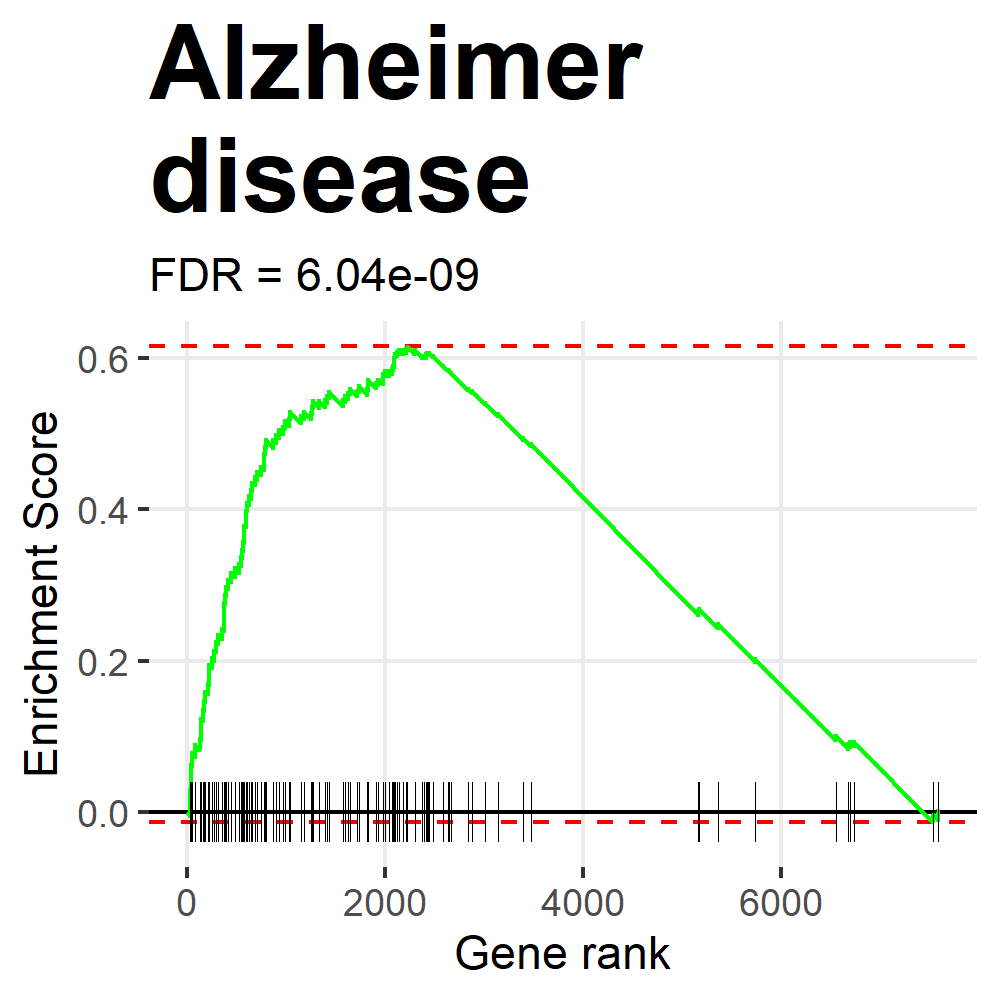 Alzheimer
disease
FDR = 6.04e-09
Enrichment Score
0.6
0.4
0.2
0.0
0 2000 4000 6000
Gene rank